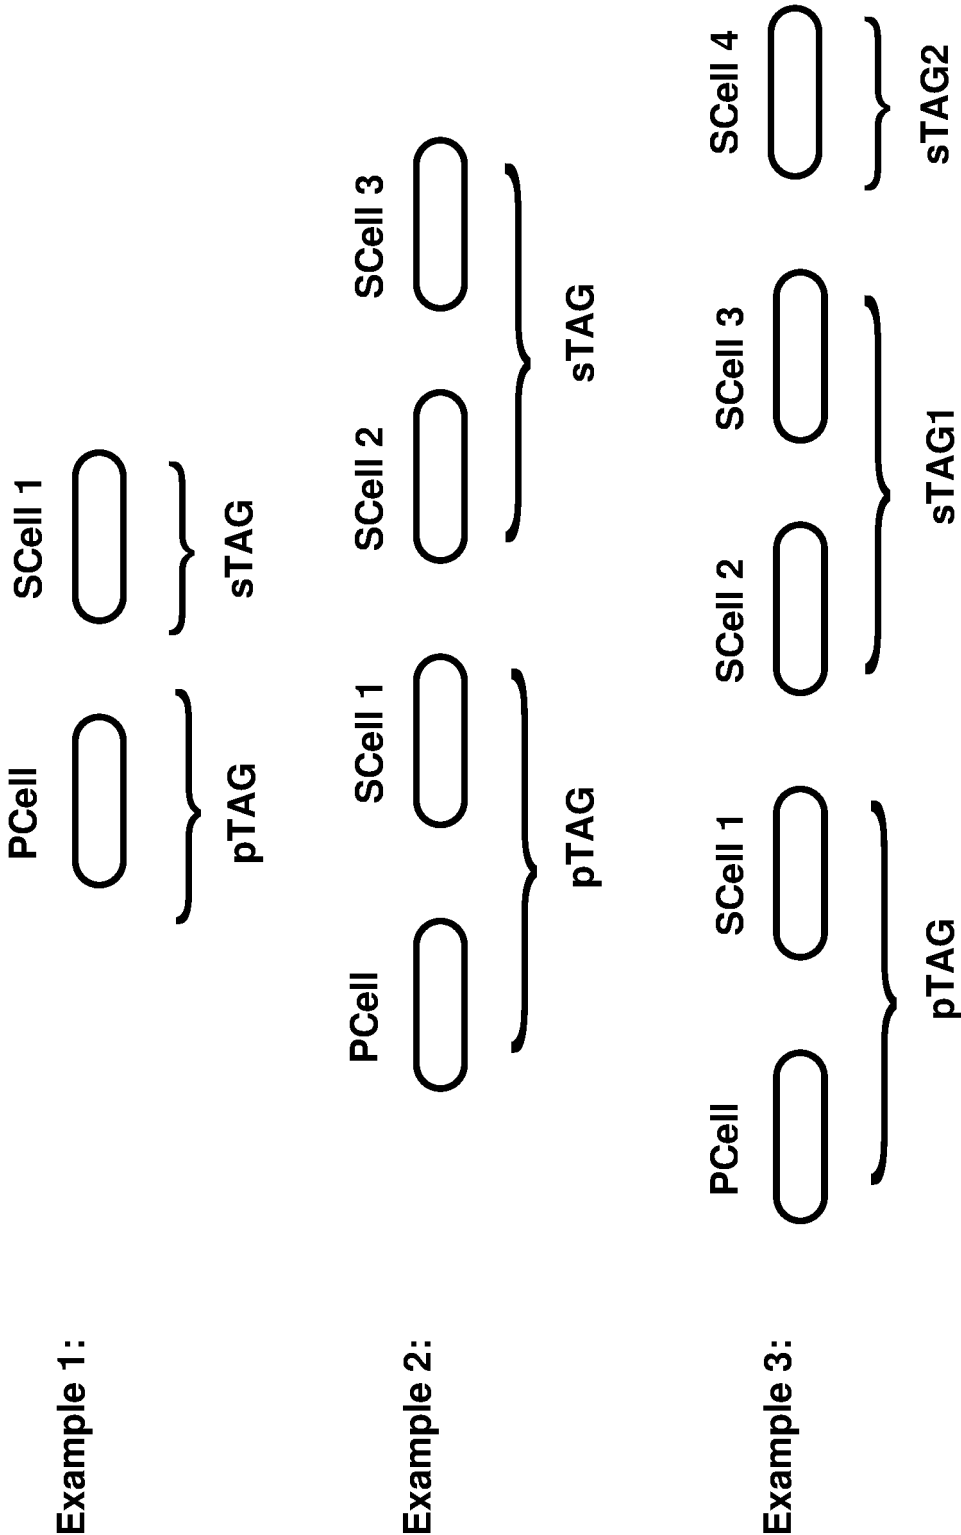 Example 1:
PCell SCell 1
pTAG sTAG
Example 2:
PCell SCell 1 SCell 2 SCell 3
pTAG sTAG
Example 3:
PCell SCell 1 SCell 2 SCell 3 SCell 4
pTAG sTAG1 sTAG2